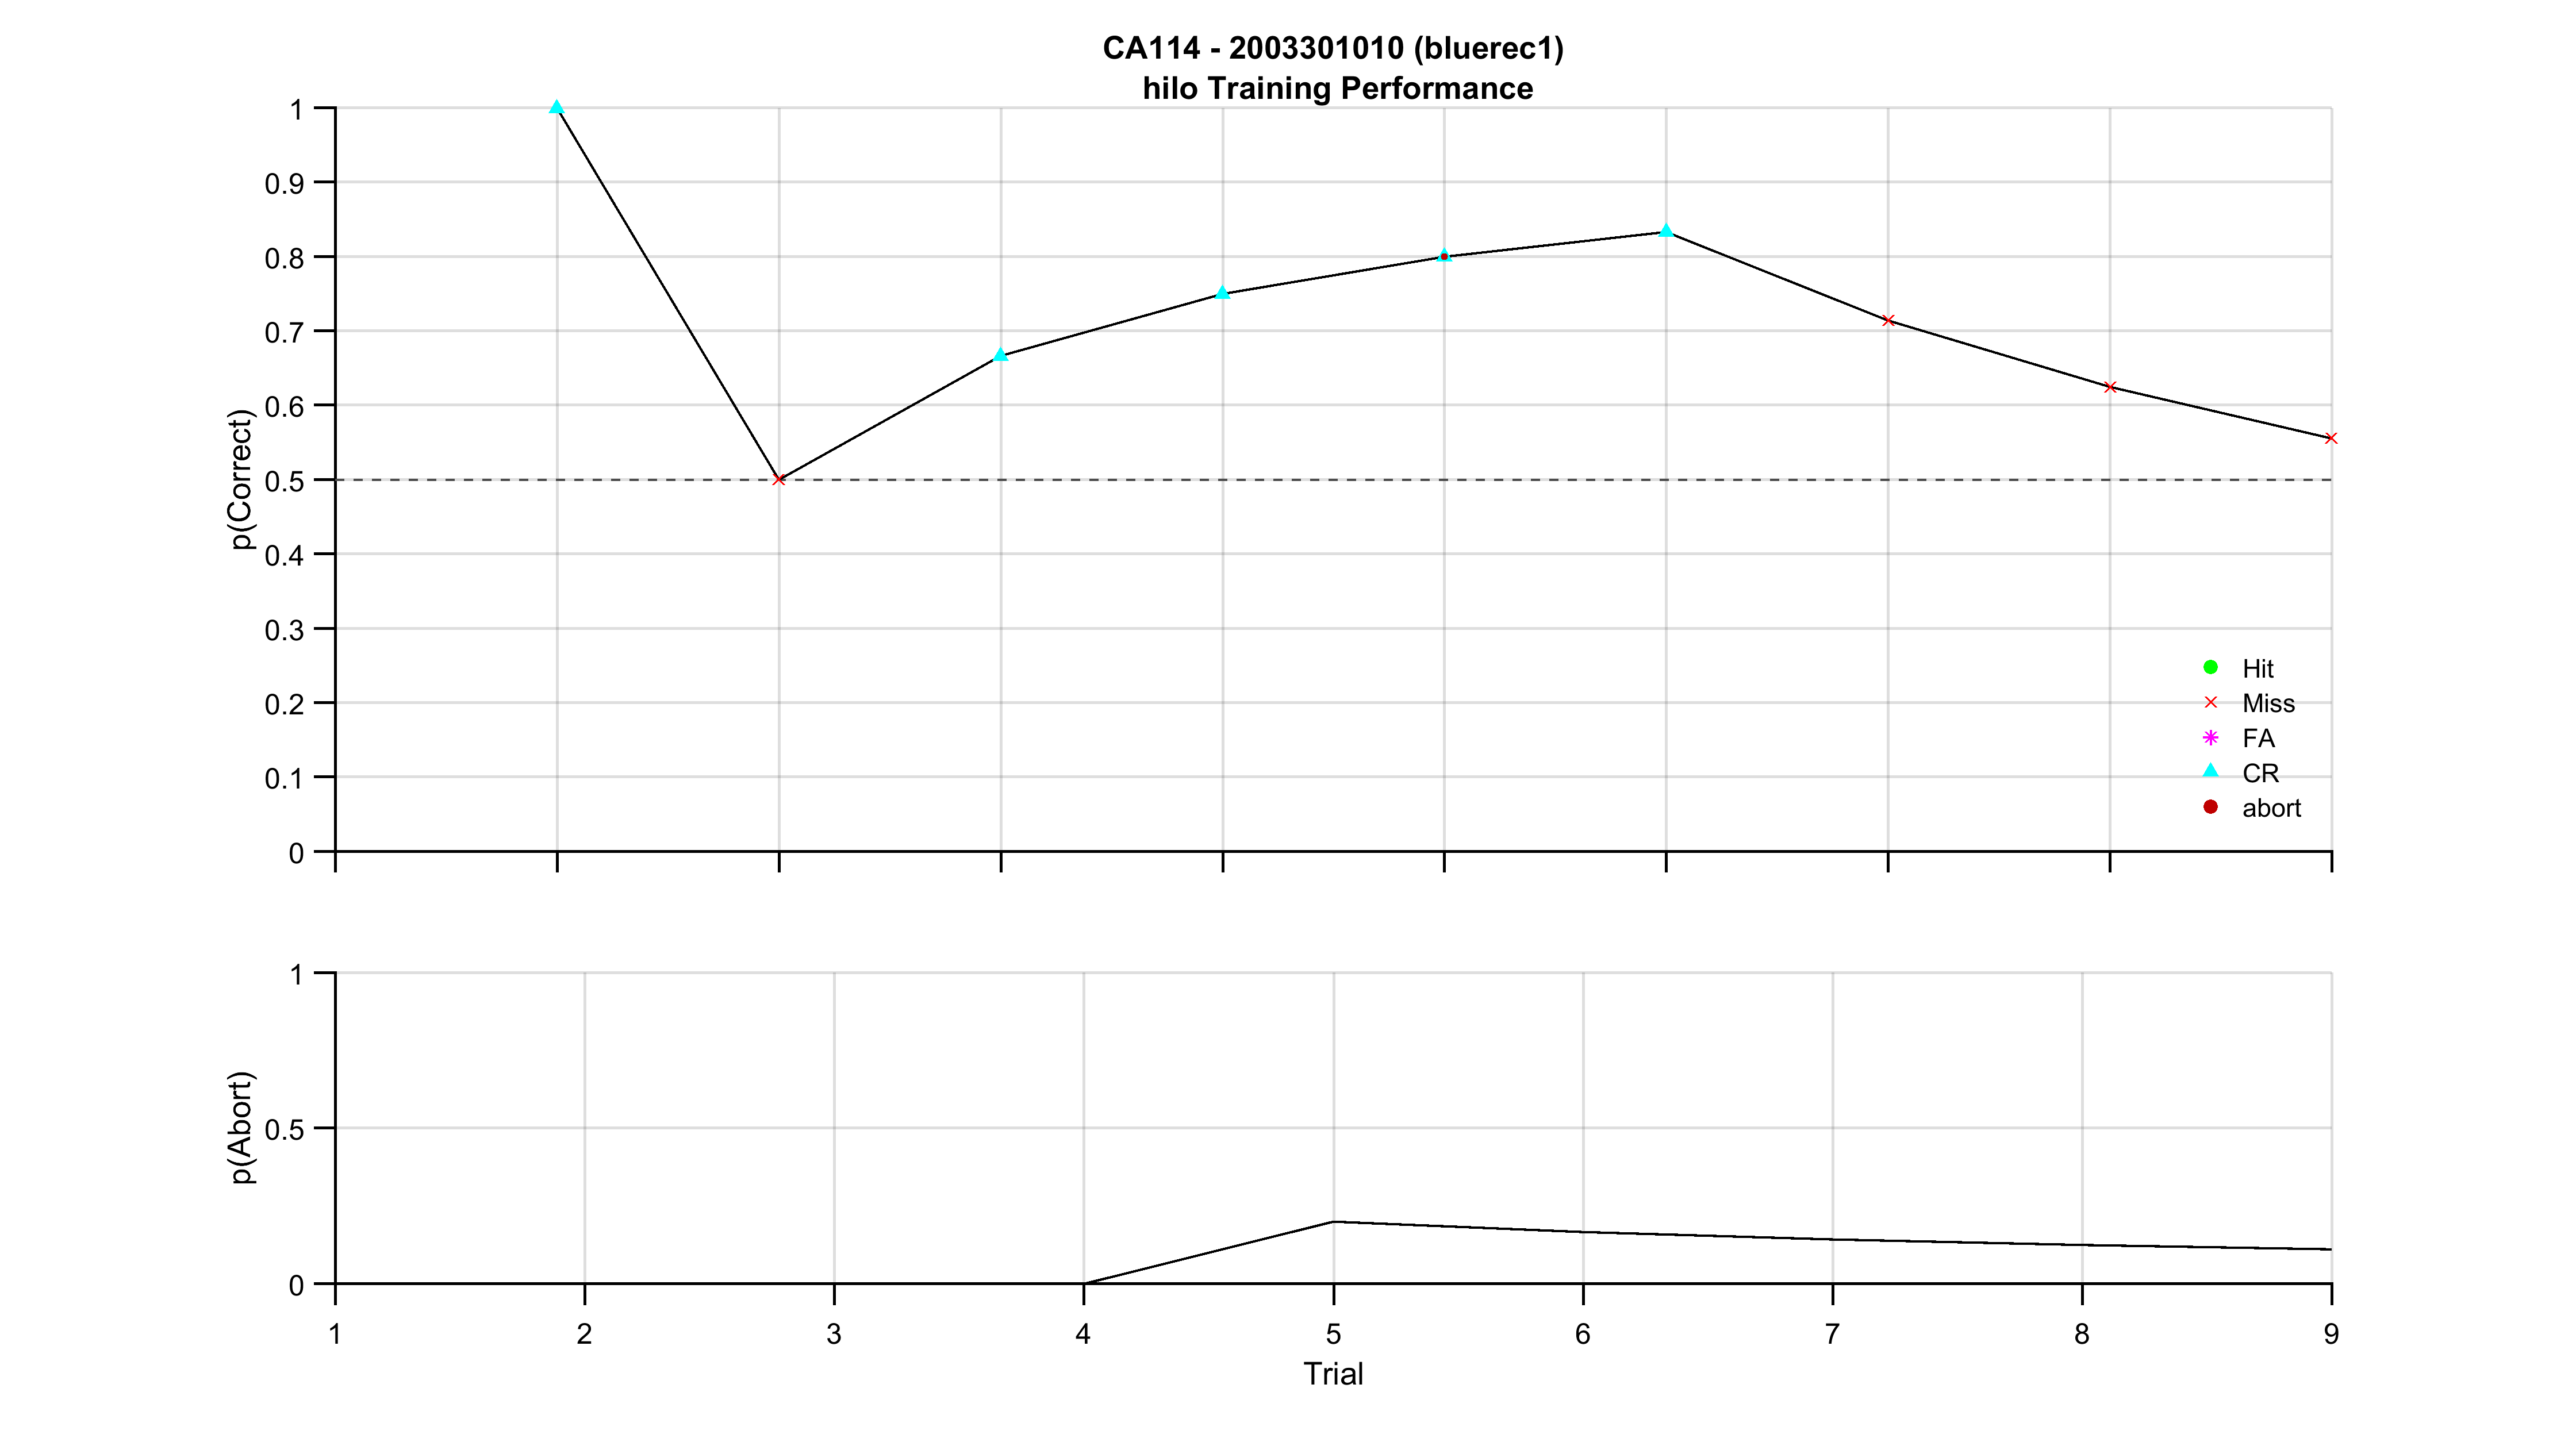 CA114 - 2003301010 (bluerec1)
hilo Training Performance
p(Correct)
1
0.9
0.8
0.7
0.6
0.5
0.4
0.3
0.2
0.1
0
Hit
Miss
FA
CR
abort
p(Abort)
1
0.5
0
1 2 3 4 5 6 7 8 9
Trial